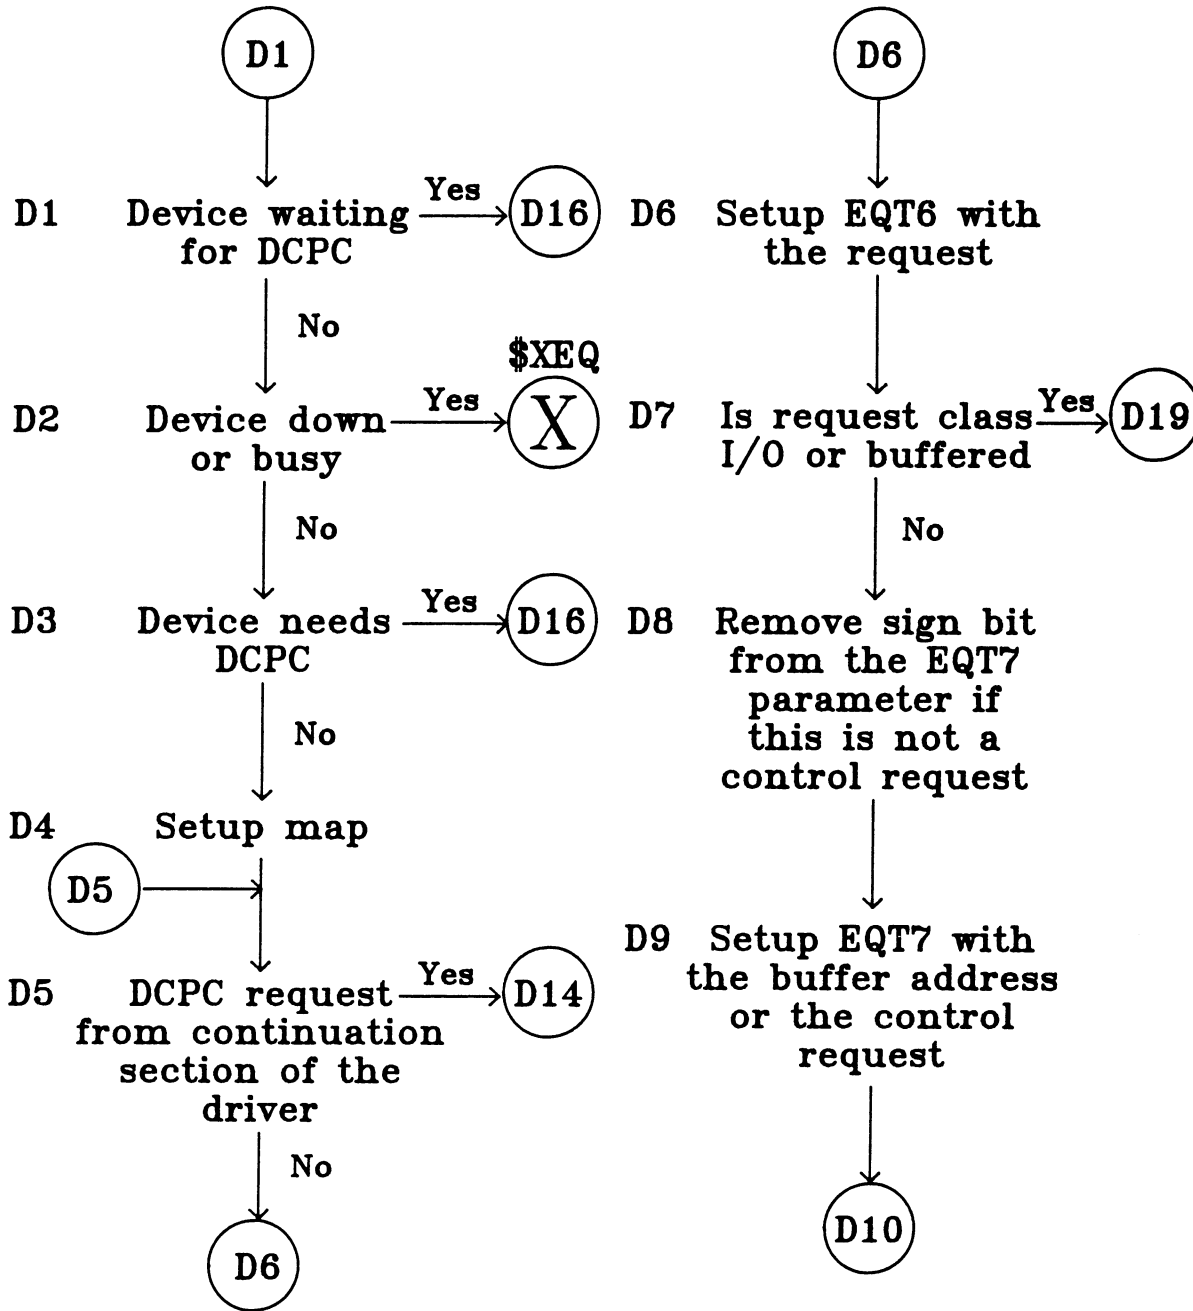 D1
D1 Device waiting Yes D16
for DCPC
No
$XEQ
D2 Device down Yes X
or busy
No
D3 Device needs Yes D16
DCPC
No
D4 Setup map
D5
D5 DCPC request Yes D14
from continuation
section of the
driver
No
D6
D6
D6 Setup EQT6 with
the request
D7 Is request class Yes D19
I/O or buffered
No
D8 Remove sign bit
from the EQT7
parameter if
this is not a
control request
D9 Setup EQT7 with
the buffer address
or the control
request
D10